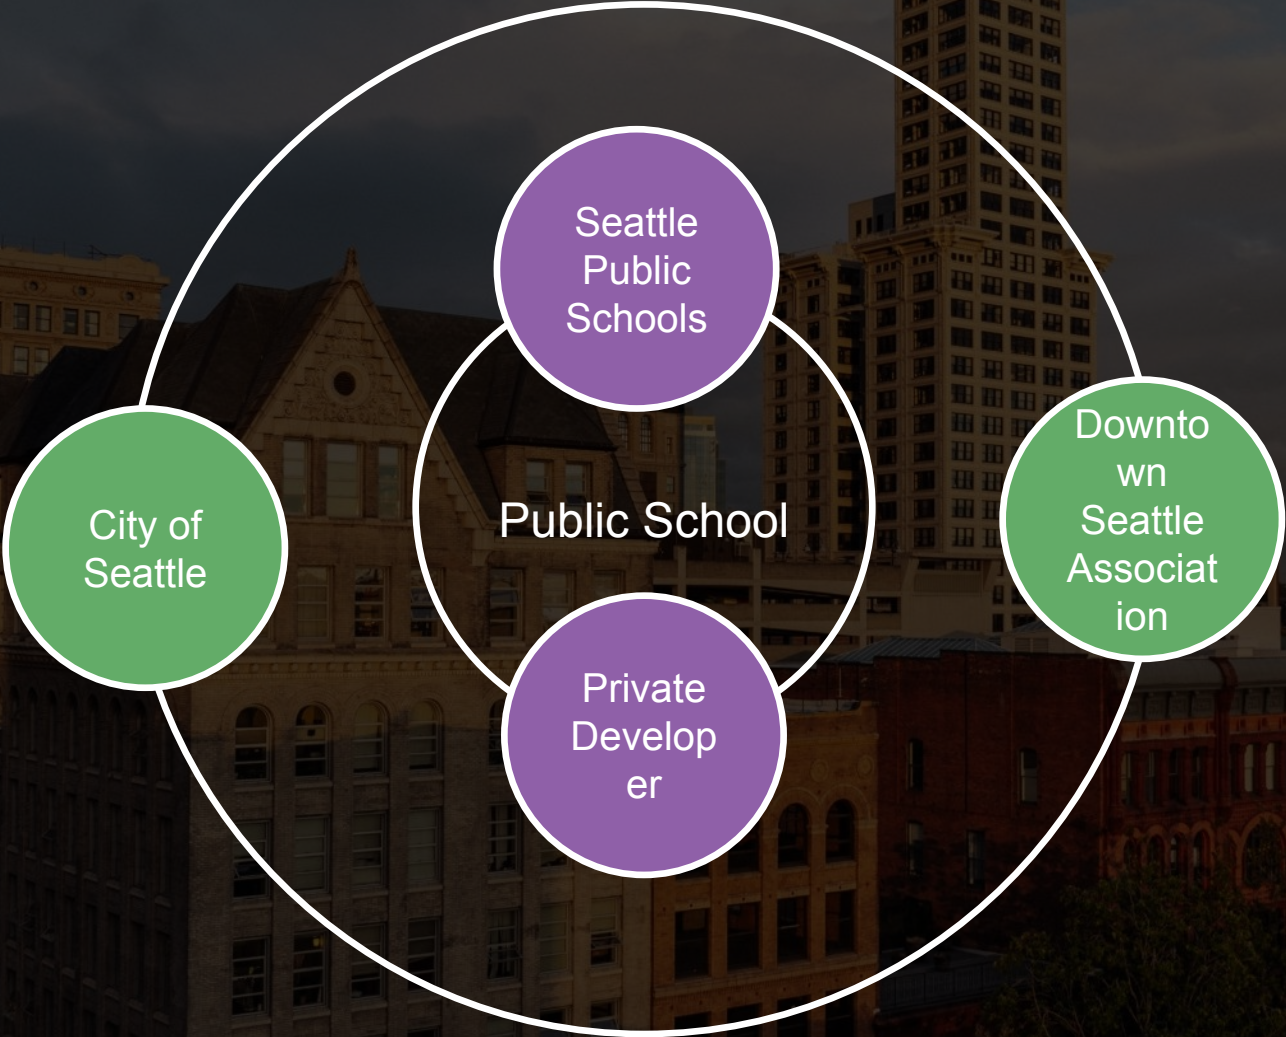 Seattle
Public
Schools
Downto
wn
Seattle
Associat
ion
City of
Seattle
Public School
Private
Develop
er